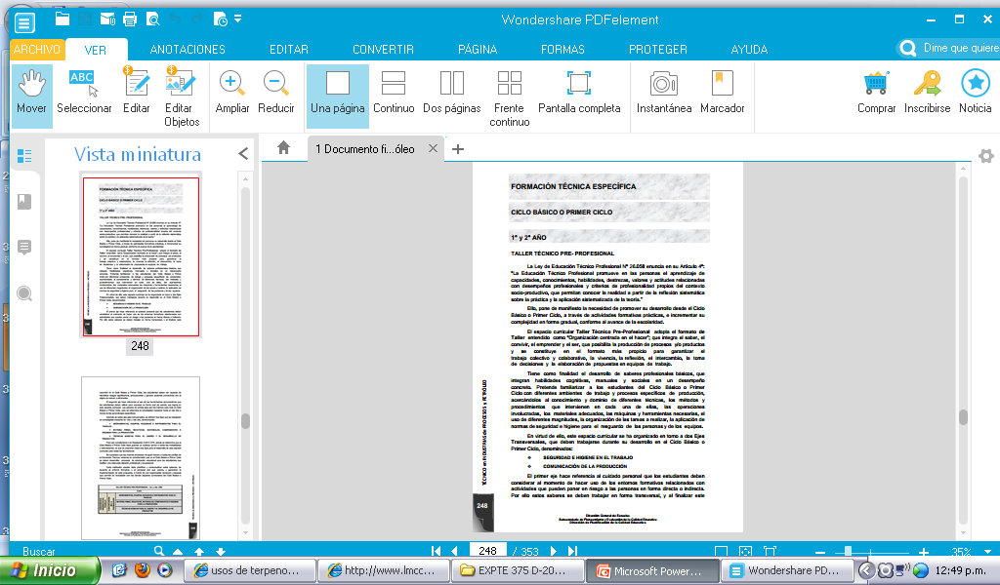 Wondershare PDFelement
ARCHIVO VER ANOTACIONES EDITAR CONVERTIR PÁGINA FORMAS PROTEGER AYUDA Dime que quiere
Mover Seleccionar Editar Editar Objetos Ampliar Reducir Una página Continuo Dos páginas Frente continuo Pantalla completa Instantánea Marcador Comprar Inscribirse Noticia
ABC
Vista miniatura
1 Documento fi...óleo
FORMACIÓN TÉCNICA ESPECÍFICA
CICLO BÁSICO O PRIMER CICLO
1º y 2º AÑO
TALLER TÉCNICO PRE-PROFESIONAL
248
FORMACIÓN TÉCNICA ESPECÍFICA
CICLO BÁSICO O PRIMER CICLO
1º y 2º AÑO
TALLER TÉCNICO PRE- PROFESIONAL
La Ley de Educación Técnico Profesional N° 26.058 enuncia en su Artículo 4º:
"La Educación Técnico Profesional promueve en las personas el aprendizaje de
capacidades, conocimientos, habilidades, destrezas, valores y actitudes relacionadas
con desempeños profesionales y criterios de profesionalidad propios del contexto
socio-productivo, que permitan conocer la realidad a partir de la reflexión sistemática
sobre la práctica y la aplicación sistematizada de la teoría."
Ello, pone de manifiesto la necesidad de promover su desarrollo desde el Ciclo
Básico o Primer Ciclo, a través de actividades formativas prácticas, e incrementar su
complejidad en forma gradual, conforme al avance de la escolaridad.
El espacio curricular Taller Técnico Pre-Profesional adopta el formato de
Taller entendido como "Organización centrada en el hacer"; que integra el saber, el
convivir, el emprender y el ser, que posibilita la producción de procesos y/o productos
y se constituye en el formato más propicio para garantizar el
trabajo colectivo y colaborativo, la vivencia, la reflexión, el intercambio, la toma
de decisiones y la elaboración de propuestas en equipos de trabajo.
Tiene como finalidad el desarrollo de saberes profesionales básicos, que
integran habilidades cognitivas, manuales y sociales en un desempeño
concreto. Pretende familiarizar a los estudiantes del Ciclo Básico o Primer
Ciclo con diferentes ambientes de trabajo y procesos específicos de producción,
acercándolos al conocimiento y dominio de diferentes técnicas, los métodos y
procedimientos que intervienen en cada una de ellas, las operaciones
involucradas, los materiales adecuados, las máquinas y herramientas necesarias, el
uso de diferentes magnitudes, la organización de las tareas a realizar, la aplicación de
normas de seguridad e higiene para el resguardo de las personas y de los equipos.
En virtud de ello, este espacio curricular se ha organizado en torno a dos Ejes
Transversales, que deben trabajarse durante su desarrollo en el Ciclo Básico o
Primer Ciclo, denominados:
❖ SEGURIDAD E HIGIENE EN EL TRABAJO
❖ COMUNICACIÓN DE LA PRODUCCIÓN
El primer eje hace referencia al cuidado personal que los estudiantes deben
considerar al momento de hacer uso de los entornos formativos relacionados con
actividades que pueden poner en riesgo a las personas en forma directa o indirecta.
Por ello estos saberes se deben trabajar en forma transversal, y al finalizar este
TÉCNICO en INDUSTRIAS de PROCESOS y PETRÓLEO
248
Dirección General de Escuelas
Subsecretaría de Planeamiento y Evaluación de la Calidad Educativa
Dirección de Planificación de la Calidad Educativa
Buscar 248 / 353 35%
Inicio usos de terpeno... http://www.lmcc... EXPTE 375 D-20... Microsoft Power... Wondershare PD... 12:49 p.m.